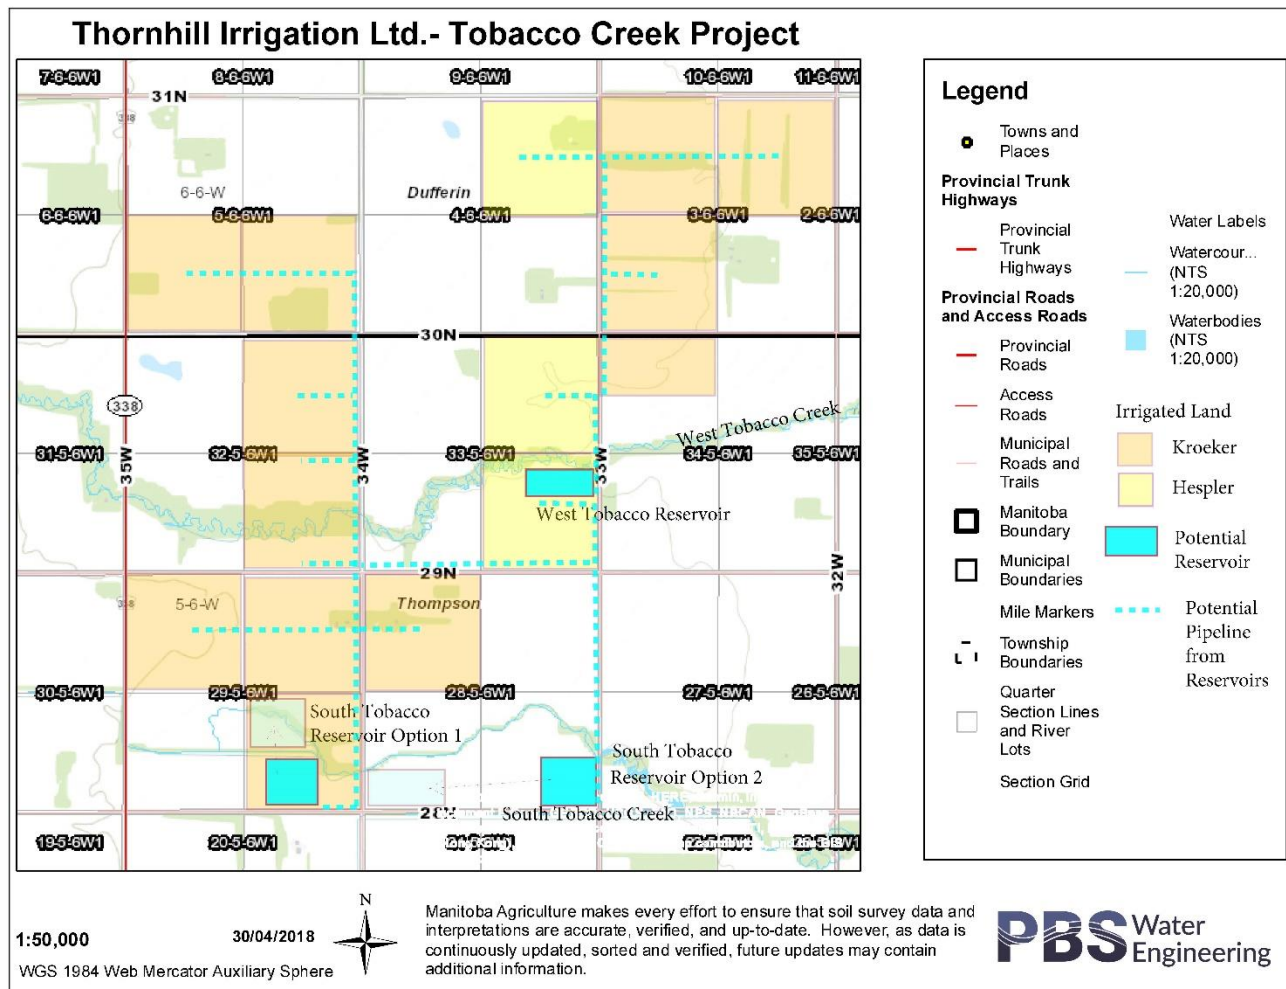 Thornhill Irrigation Ltd.- Tobacco Creek Project
7-6-6W1
8-6-6W1
9-6-6W1
10-6-6W1
11-6-6W1
31N
338
6-6-W
Dufferin
6-6-6W1
5-6-6W1
4-6-6W1
3-6-6W1
2-6-6W1
30N
338
West Tobacco Creek
31-5-6W1
35W
32-5-6W1
34W
33-5-6W1
33W
34-5-6W1
35-5-6W1
West Tobacco Reservoir
29N
32W
338
5-6-W
Thompson
30-5-6W1
29-5-6W1
28-5-6W1
27-5-6W1
26-5-6W1
South Tobacco
Reservoir Option 1
South Tobacco
Reservoir Option 2
28W
South Tobacco Creek
19-5-6W1
20-5-6W1
Legend
Towns and
Places
Provincial Trunk
Highways
Provincial
Trunk
Highways
Provincial Roads
and Access Roads
Provincial
Roads
Access
Roads
Municipal
Roads and
Trails
Manitoba
Boundary
Municipal
Boundaries
Mile Markers
Township
Boundaries
Quarter
Section Lines
and River
Lots
Section Grid
Water Labels
Watercour...
(NTS
1:20,000)
Waterbodies
(NTS
1:20,000)
Irrigated Land
Kroeker
Hespler
Potential
Reservoir
Potential
Pipeline
from
Reservoirs
1:50,000
30/04/2018
WGS 1984 Web Mercator Auxiliary Sphere
N
Manitoba Agriculture makes every effort to ensure that soil survey data and
interpretations are accurate, verified, and up-to-date. However, as data is
continuously updated, sorted and verified, future updates may contain
additional information.
PBS Water
Engineering